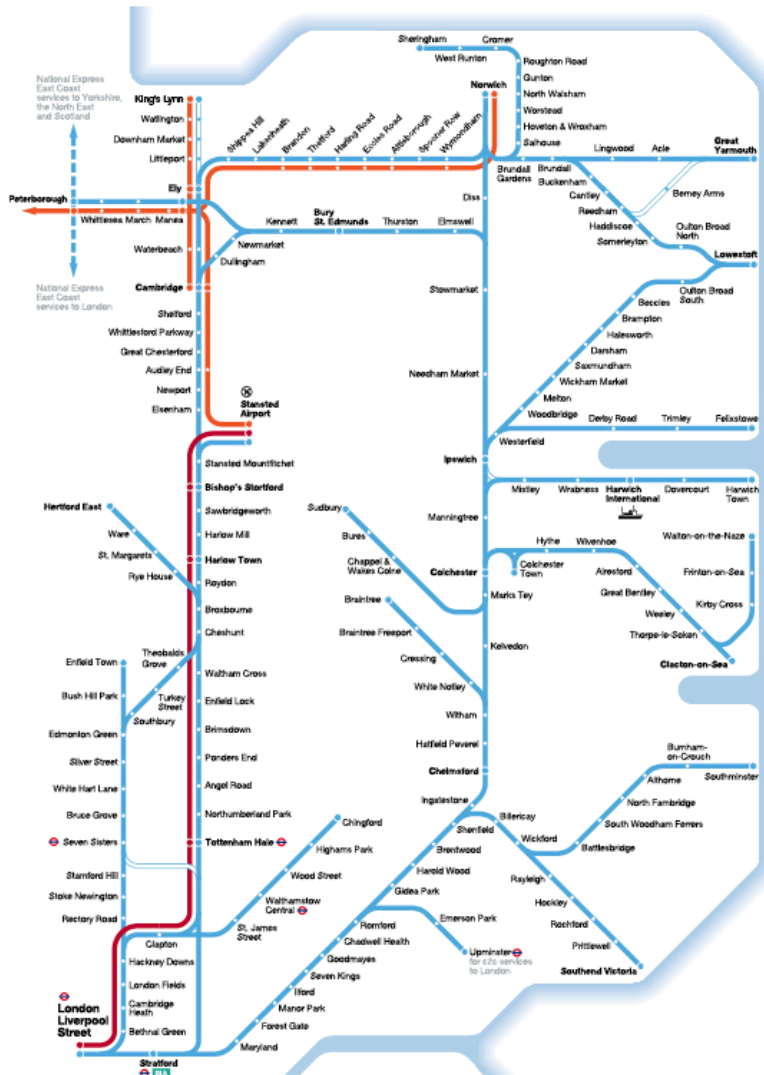 Sheringham
Cromer
West Runton
Roughton Road
Gunton
North Walsham
Worstead
Hoveton & Wroxham
Salhouse
National Express
East Coast
services to Yorkshire,
the North East
and Scotland
King's Lynn
Watlington
Downham Market
Littleport
Ely
Norwich
Shippea Hill
Lakenheath
Brandon
Thetford
Harling Road
Eccles Road
Attleborough
Spooner Row
Wymondham
Brundall
Gardens
Brundall
Lingwood
Acle
Great
Yarmouth
Buckenham
Cantley
Reedham
Berney Arms
Haddiscoe
Somerleyton
Oulton Broad
North
Lowestoft
Oulton Broad
South
Beccles
Brampton
Halesworth
Darsham
Saxmundham
Wickham Market
Melton
Woodbridge
Westerfield
Derby Road
Trimley
Felixstowe
Peterborough
Whittlesea
March
Manea
Waterbeach
Cambridge
National Express
East Coast
services to London
Diss
Kennett
Bury
St. Edmunds
Thurston
Elmswell
Newmarket
Dullingham
Stowmarket
Needham Market
Ipswich
Shelford
Whittlesford Parkway
Great Chesterford
Audley End
Newport
Elsenham
Stansted
Airport
Stansted Mountfitchet
Bishop's Stortford
Sawbridgeworth
Harlow Mill
Harlow Town
Roydon
Broxbourne
Cheshunt
Hertford East
Ware
St. Margarets
Rye House
Mistley
Wrabness
Harwich
International
Dovercourt
Harwich
Town
Manningtree
Sudbury
Bures
Chappel &
Wakes Colne
Colchester
Hythe
Wivenhoe
Colchester
Town
Alresford
Great Bentley
Weeley
Thorpe-le-Soken
Walton-on-the-Naze
Frinton-on-Sea
Kirby Cross
Clacton-on-Sea
Marks Tey
Kelvedon
Braintree
Braintree Freeport
Cressing
White Notley
Witham
Hatfield Peverel
Chelmsford
Ingatestone
Theobalds
Grove
Turkey
Street
Southbury
Enfield Town
Bush Hill Park
Edmonton Green
Silver Street
White Hart Lane
Bruce Grove
Seven Sisters
Stamford Hill
Stoke Newington
Rectory Road
Waltham Cross
Enfield Lock
Brimsdown
Ponders End
Angel Road
Northumberland Park
Tottenham Hale
Chingford
Highams Park
Wood Street
Walthamstow
Central
St. James
Street
Clapton
Hackney Downs
London Fields
Cambridge
Heath
Bethnal Green
London
Liverpool
Street
Stratford
Maryland
Forest Gate
Manor Park
Ilford
Seven Kings
Goodmayes
Chadwell Health
Romford
Gidea Park
Harold Wood
Brentwood
Shenfield
Emerson Park
Upminster
for c2c services
to London
Billericay
Wickford
Rayleigh
Hockley
Rochford
Prittlewell
Southend Victoria
Battlesbridge
South Woodham Ferrers
North Fambridge
Althorne
Burnham-
on-Crouch
Southminster